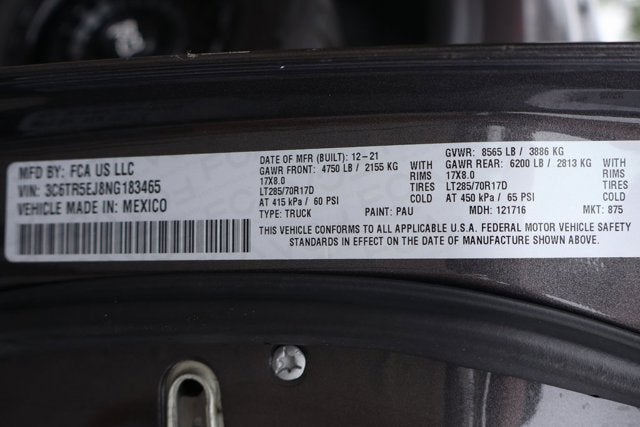 MFD BY: FCA US LLC
VIN: 3C6TR5EJ8NG183465
VEHICLE MADE IN: MEXICO
DATE OF MFR (BUILT): 12-21
GVWR: 8565 LB / 3886 KG
GAWR FRONT: 4750 LB / 2155 KG WITH GAWR REAR: 6200 LB / 2813 KG WITH
17X8.0 RIMS 17X8.0 RIMS
LT285/70R17D TIRES LT285/70R17D TIRES
AT 415 kPa / 60 PSI COLD AT 450 kPa / 65 PSI COLD
TYPE: TRUCK PAINT: PAU MDH: 121716 MKT: 875
THIS VEHICLE CONFORMS TO ALL APPLICABLE U.S.A. FEDERAL MOTOR VEHICLE SAFETY
STANDARDS IN EFFECT ON THE DATE OF MANUFACTURE SHOWN ABOVE.